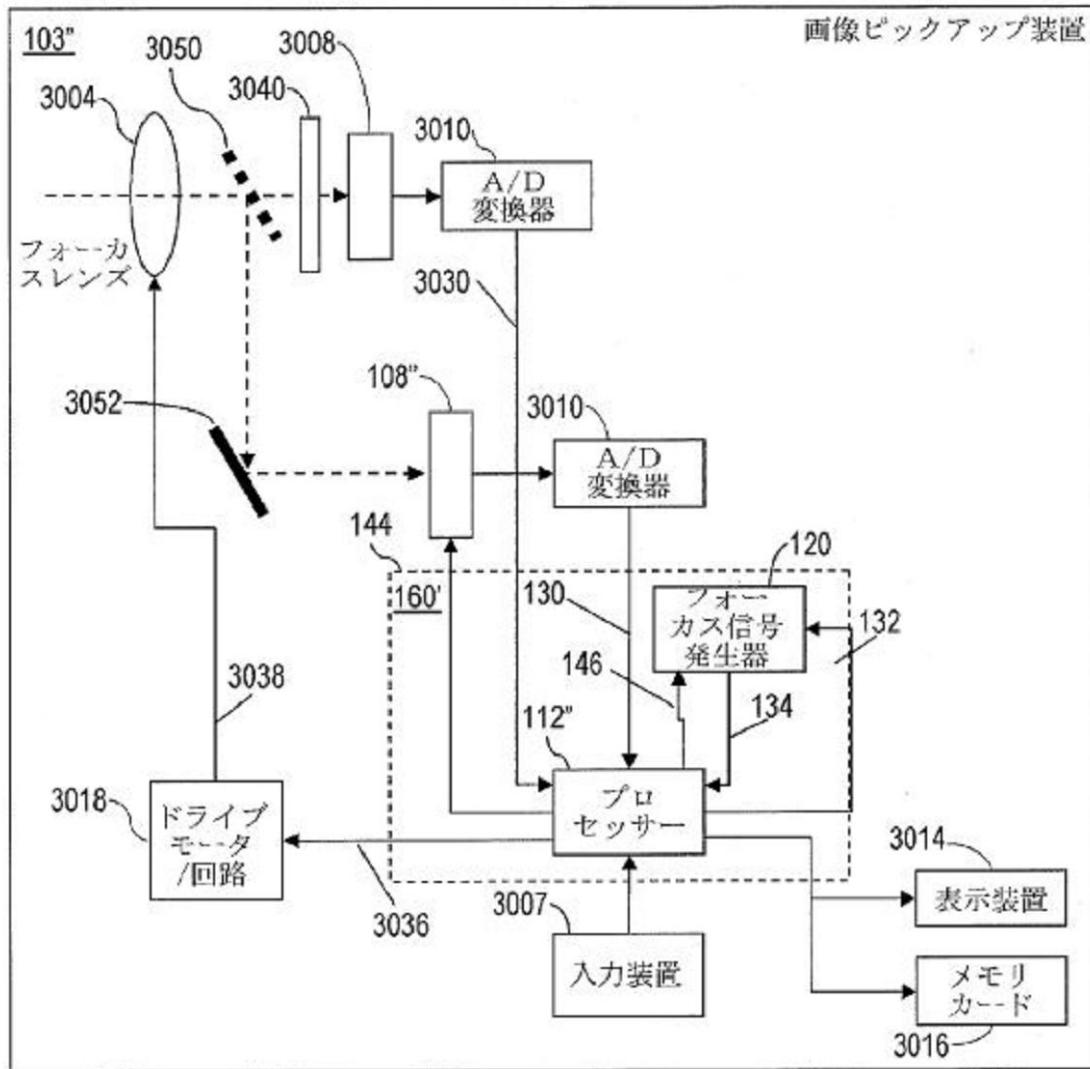 103”
画像ピックアップ装置
3050
3008
3004
3040
3010
A/D
変換器
フォーカ
スレンズ
3030
108”
3052
3010
A/D
変換器
144
120
160'
130
フォー
カス信号
発生器
132
146
3038
134
112”
プロ
セッサー
3018
ドライブ
モータ
/回路
3014
表示装置
3036
3007
入力装置
メモリ
カード
3016